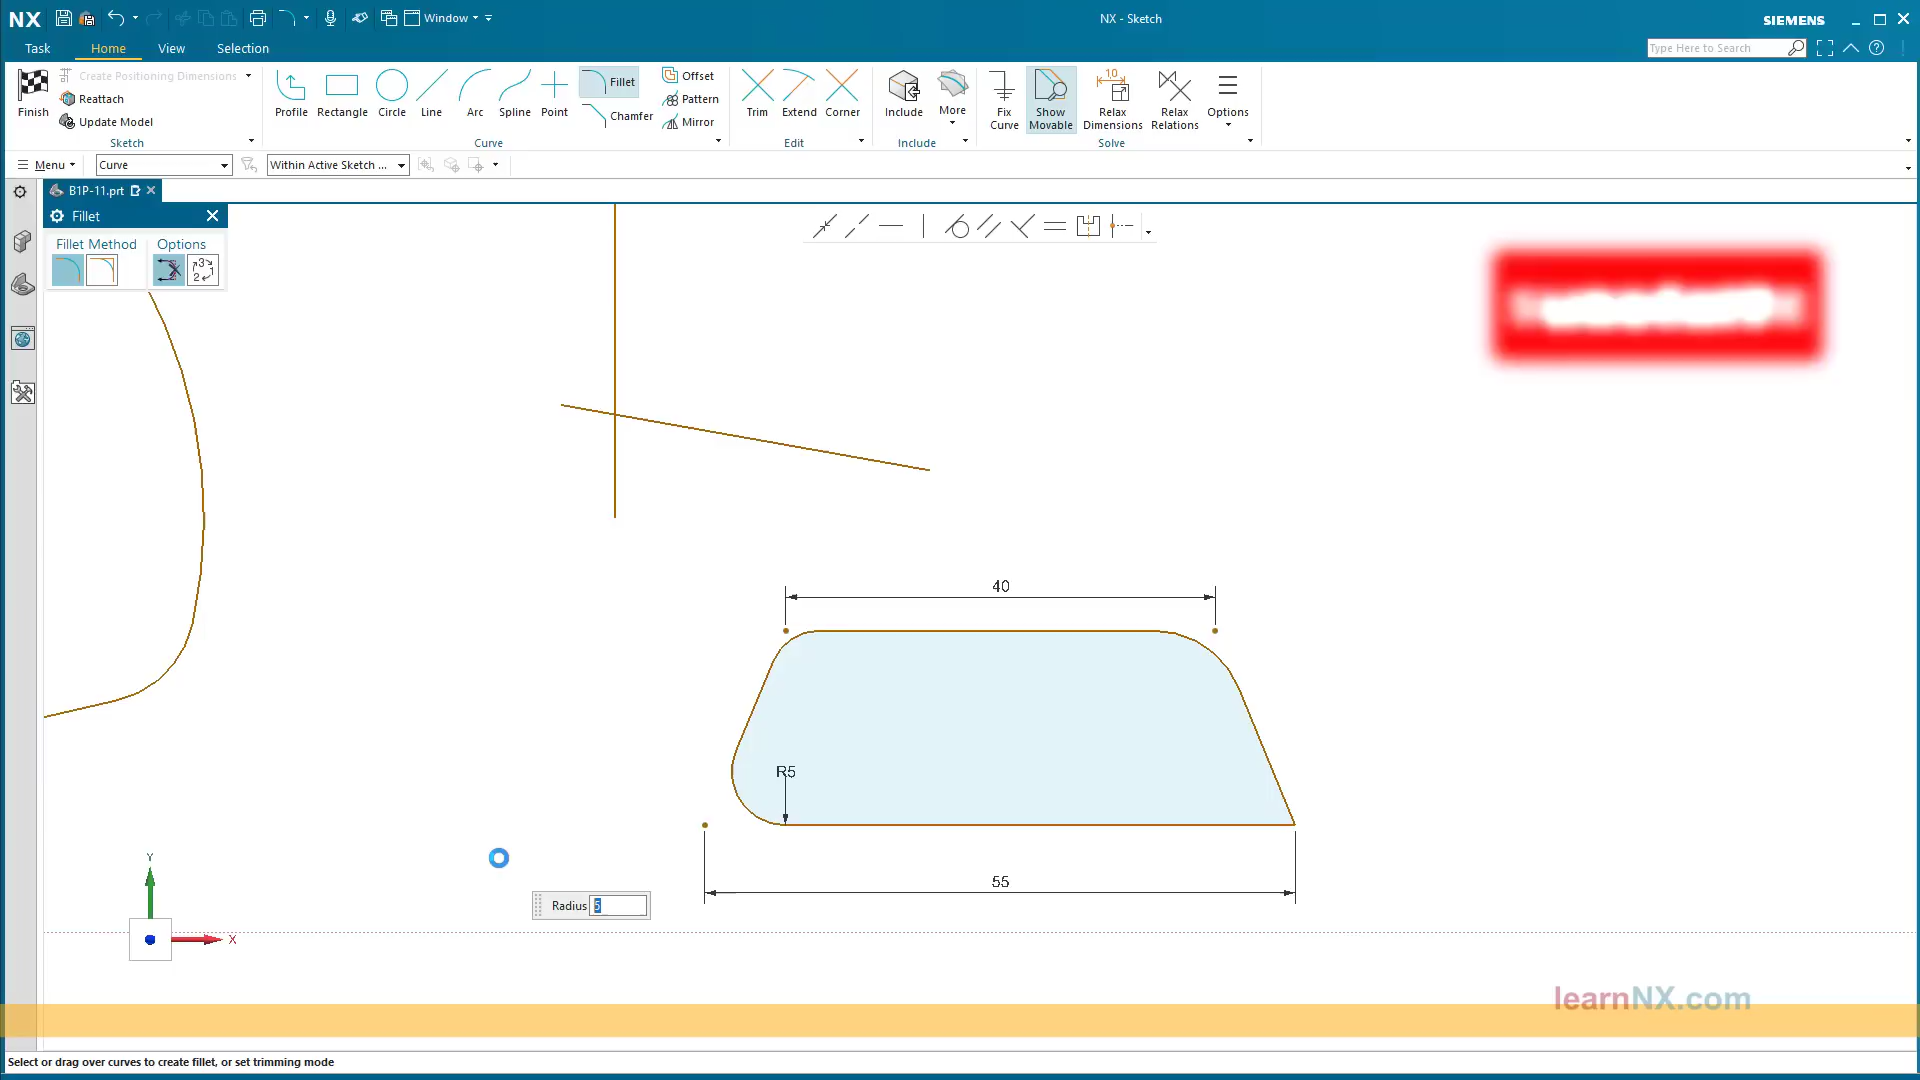 NX
Window
NX - Sketch
SIEMENS
Task
Home
View
Selection
Type Here to Search
Finish
Create Positioning Dimensions
Reattach
Update Model
Sketch
Profile
Rectangle
Circle
Line
Arc
Spline
Point
Fillet
Chamfer
Offset
Pattern
Mirror
Curve
Trim
Extend
Corner
Edit
Include
More
Include
Fix
Curve
Show
Movable
Relax
Dimensions
Relax
Relations
Options
Solve
Menu
Curve
Within Active Sketch ...
B1P-11.prt
Fillet
Fillet Method
Options
40
R5
55
Radius 5
Y
X
learnNX.com
Select or drag over curves to create fillet, or set trimming mode